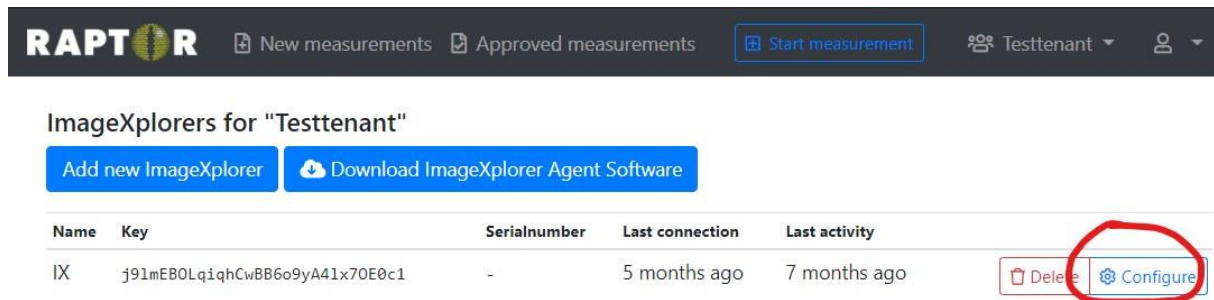 RAPTOR New measurements Approved measurements Start measurement Testtenant
ImageXplorers for "Testtenant"
Add new ImageXplorer Download ImageXplorer Agent Software
Name Key Serialnumber Last connection Last activity
IX j9lmEBOLqiqhCwBB6o9yA4lx7OE0c1 - 5 months ago 7 months ago Delete Configure